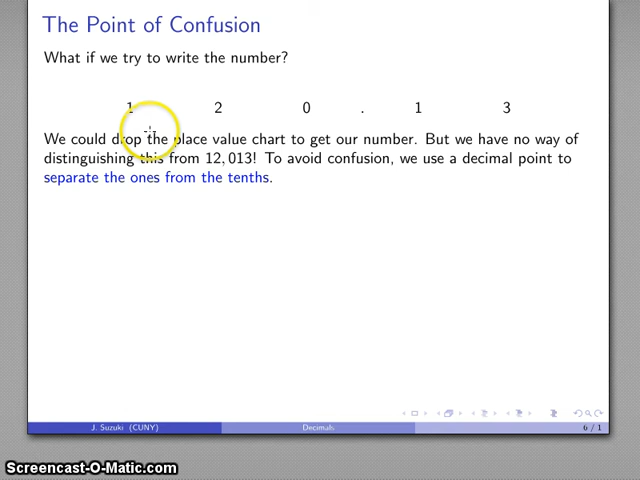 The Point of Confusion
What if we try to write the number?
1 2 0 . 1 3
We could drop the place value chart to get our number. But we have no way of
distinguishing this from 12,013! To avoid confusion, we use a decimal point to
separate the ones from the tenths.
J. Suzuki (CUNY) Decimals 6 / 1
Screencast-O-Matic.com